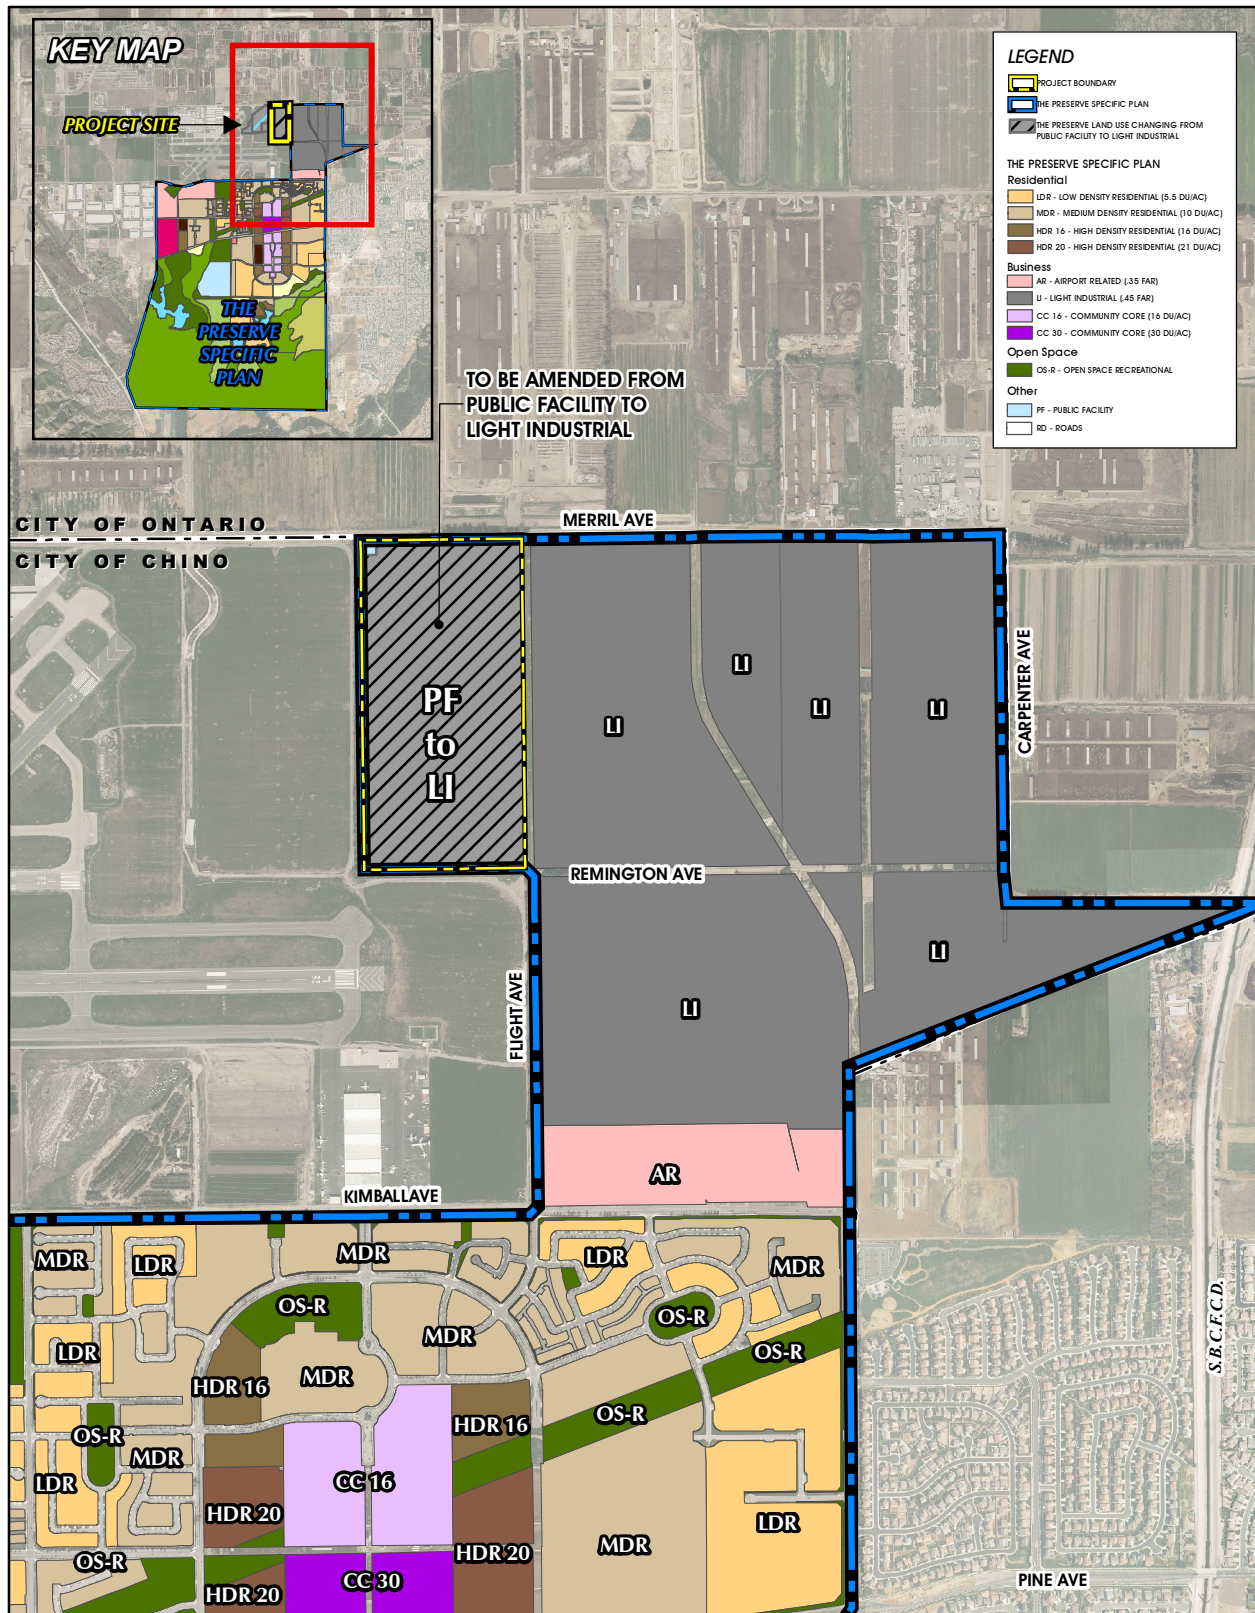 KEY MAP
PROJECT SITE
THE
PRESERVE
SPECIFIC
PLAN
LEGEND
PROJECT BOUNDARY
THE PRESERVE SPECIFIC PLAN
THE PRESERVE LAND USE CHANGING FROM
PUBLIC FACILITY TO LIGHT INDUSTRIAL
THE PRESERVE SPECIFIC PLAN
Residential
LDR - LOW DENSITY RESIDENTIAL (5.5 DU/AC)
MDR - MEDIUM DENSITY RESIDENTIAL (10 DU/AC)
HDR 16 - HIGH DENSITY RESIDENTIAL (16 DU/AC)
HDR 20 - HIGH DENSITY RESIDENTIAL (21 DU/AC)
Business
AR - AIRPORT RELATED (.35 FAR)
LI - LIGHT INDUSTRIAL (.45 FAR)
CC 16 - COMMUNITY CORE (16 DU/AC)
CC 30 - COMMUNITY CORE (30 DU/AC)
Open Space
OS-R - OPEN SPACE RECREATIONAL
Other
PF - PUBLIC FACILITY
RD - ROADS
TO BE AMENDED FROM
PUBLIC FACILITY TO
LIGHT INDUSTRIAL
CITY OF ONTARIO
CITY OF CHINO
MERRIL AVE
CARPENTER AVE
PF
to
LI
LI
LI
LI
LI
REMINGTON AVE
LI
LI
FLIGHT AVE
AR
KIMBALLAVE
MDR
LDR
MDR
LDR
MDR
OS-R
OS-R
MDR
LDR
OS-R
HDR 16
MDR
OS-R
HDR 16
OS-R
MDR
LDR
CC 16
HDR 20
LDR
MDR
HDR 20
OS-R
CC 30
HDR 20
S.B.C.F.C.D.
PINE AVE